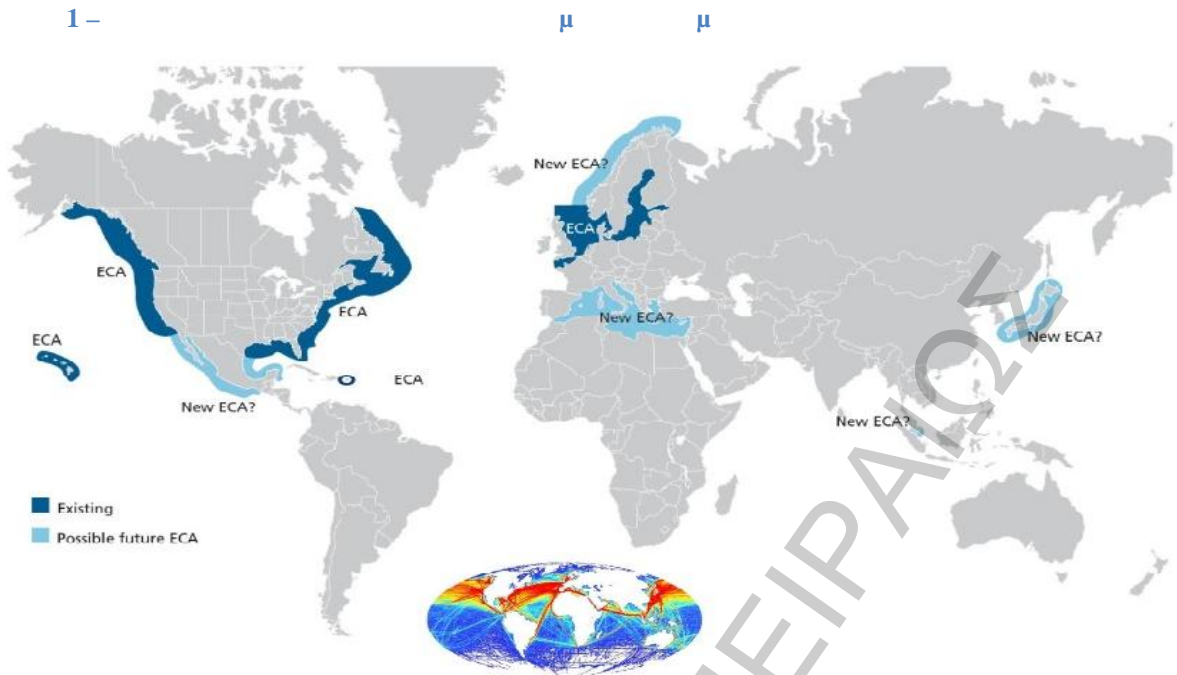 1 – μ μ
New ECA?
ECA
ECA
ECA
New ECA?
ECA
New ECA?
ECA
New ECA?
New ECA?
Existing
Possible future ECA
ΠΕΙΡΑΙΩΣ